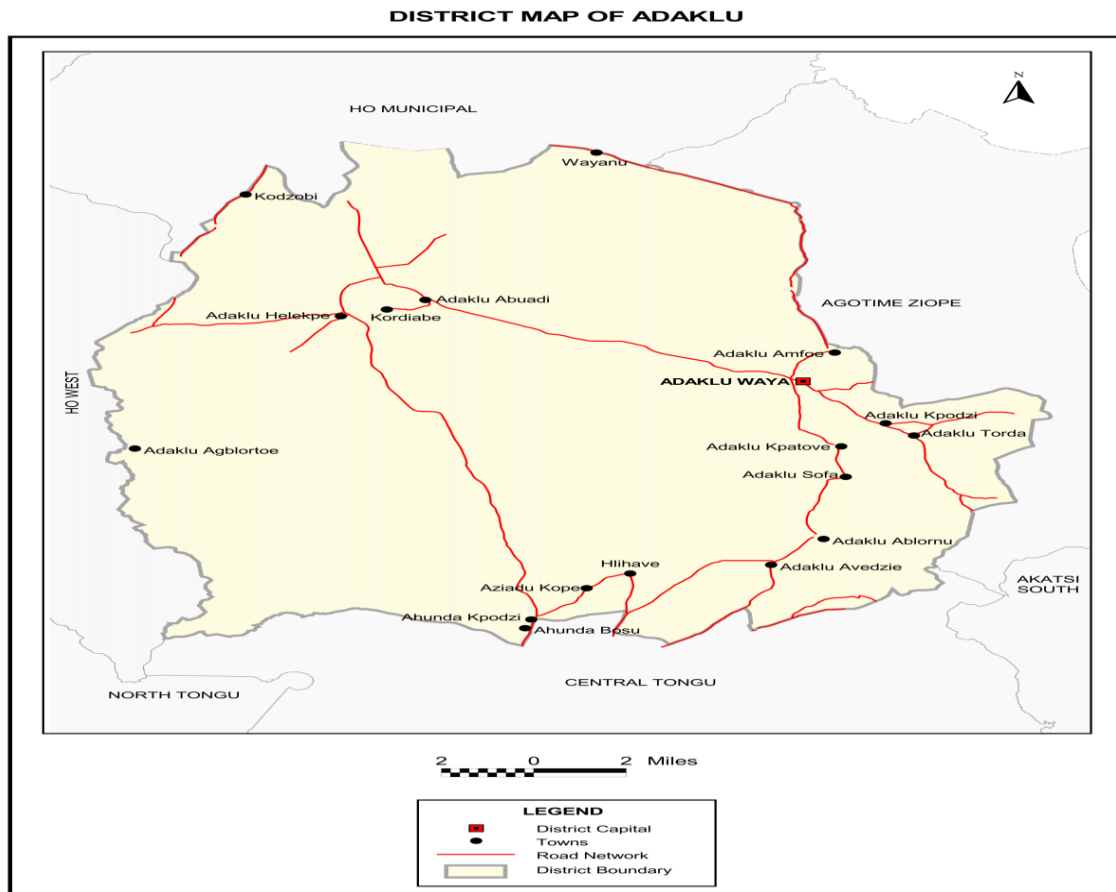 DISTRICT MAP OF ADAKLU
N
HO MUNICIPAL
Wayanu
Kodzobi
AGOTIME ZIOPE
Adaklu Abuadi
Kordiabe
Adaklu Helekpe
Adaklu Amfoe
ADAKLU WAYA
HO WEST
Adaklu Kpodzi
Adaklu Torda
Adaklu Kpatove
Adaklu Agblortoe
Adaklu Sofa
Adaklu Ablornu
Hlihave
Adaklu Avedzie
AKATSI
SOUTH
Aziadu Kope
Ahunda Kpodzi
Ahunda Bosu
CENTRAL TONGU
NORTH TONGU
2 0 2 Miles
LEGEND
District Capital
Towns
Road Network
District Boundary